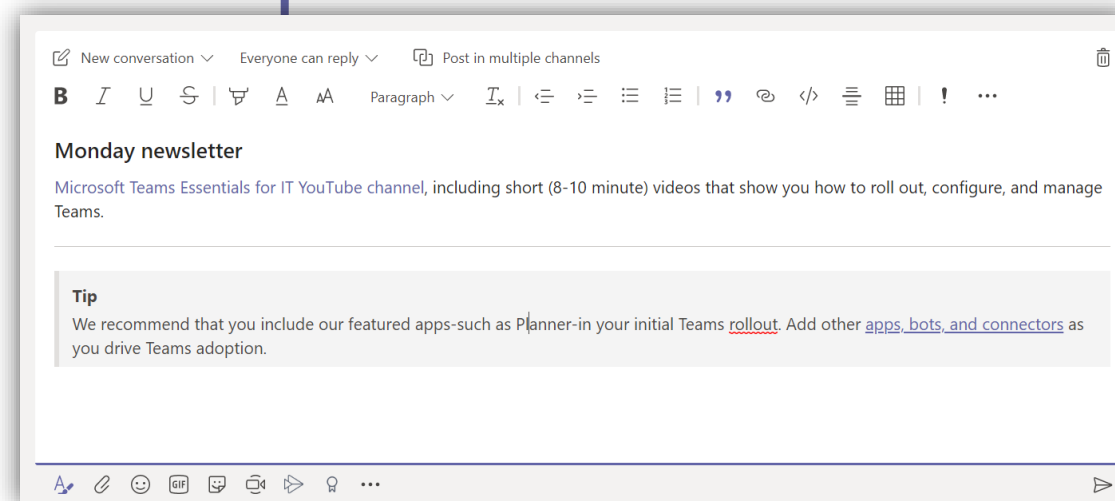 New conversation Everyone can reply Post in multiple channels
B I U S A AA Paragraph Tx </> ! ...
Monday newsletter
Microsoft Teams Essentials for IT YouTube channel, including short (8-10 minute) videos that show you how to roll out, configure, and manage
Teams.
Tip
We recommend that you include our featured apps-such as Planner-in your initial Teams rollout. Add other apps, bots, and connectors as
you drive Teams adoption.
GIF